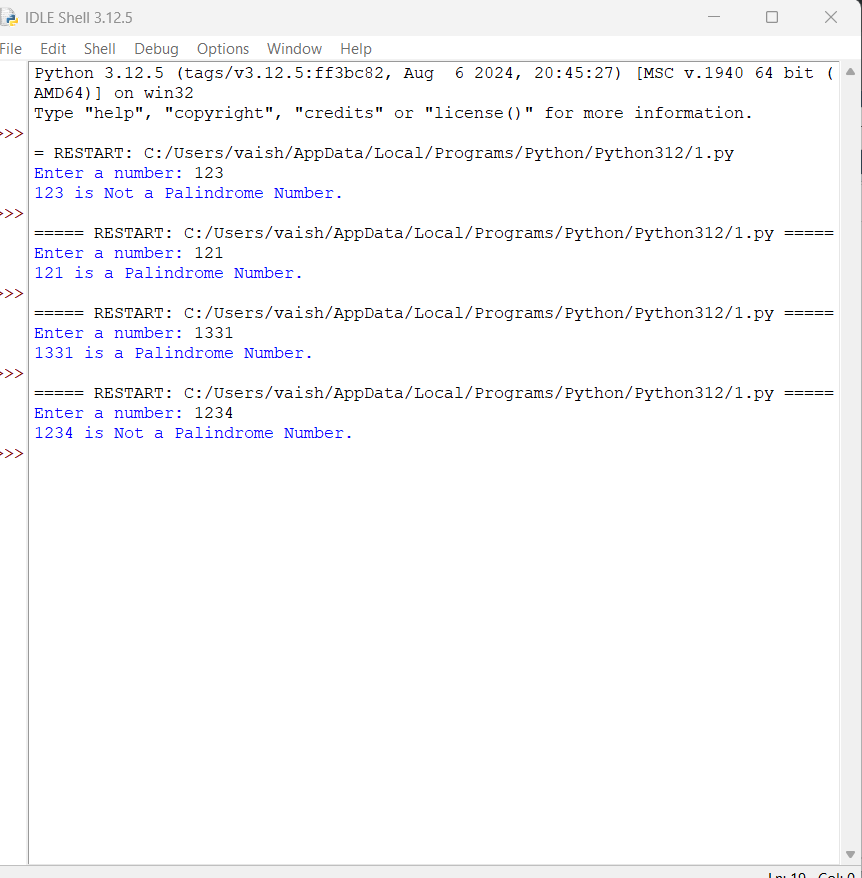 IDLE Shell 3.12.5
File Edit Shell Debug Options Window Help
Python 3.12.5 (tags/v3.12.5:ff3bc82, Aug  6 2024, 20:45:27) [MSC v.1940 64 bit (
AMD64)] on win32
Type "help", "copyright", "credits" or "license()" for more information.
>>>
= RESTART: C:/Users/vaish/AppData/Local/Programs/Python/Python312/1.py
Enter a number: 123
123 is Not a Palindrome Number.
>>>
===== RESTART: C:/Users/vaish/AppData/Local/Programs/Python/Python312/1.py =====
Enter a number: 121
121 is a Palindrome Number.
>>>
===== RESTART: C:/Users/vaish/AppData/Local/Programs/Python/Python312/1.py =====
Enter a number: 1331
1331 is a Palindrome Number.
>>>
===== RESTART: C:/Users/vaish/AppData/Local/Programs/Python/Python312/1.py =====
Enter a number: 1234
1234 is Not a Palindrome Number.
>>>
Ln: 19 Col: 0